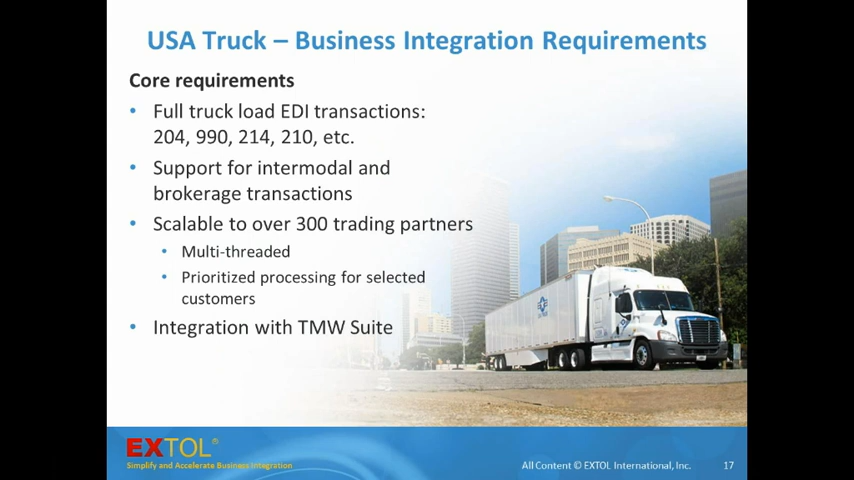 USA Truck – Business Integration Requirements
Core requirements
• Full truck load EDI transactions:
204, 990, 214, 210, etc.
• Support for intermodal and
brokerage transactions
• Scalable to over 300 trading partners
• Multi-threaded
• Prioritized processing for selected
customers
• Integration with TMW Suite
EXTOL®
Simplify and Accelerate Business Integration
All Content © EXTOL International, Inc.
17